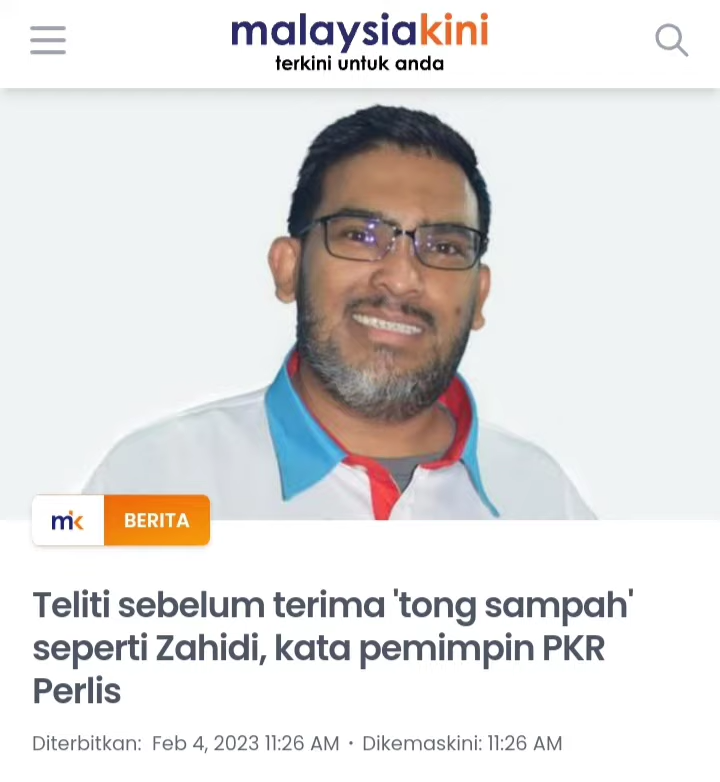 malaysiakini
terkini untuk anda
mk BERITA
Teliti sebelum terima 'tong sampah'
seperti Zahidi, kata pemimpin PKR
Perlis
Diterbitkan: Feb 4, 2023 11:26 AM • Dikemaskini: 11:26 AM